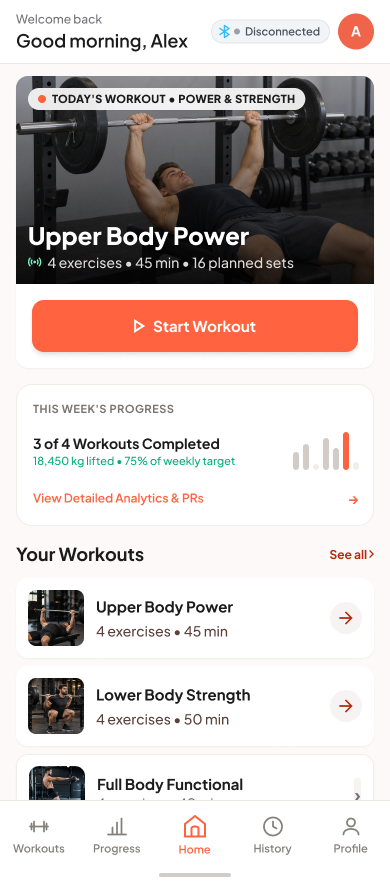 Welcome back
Good morning, Alex
Disconnected
A
TODAY'S WORKOUT • POWER & STRENGTH
Upper Body Power
4 exercises • 45 min • 16 planned sets
Start Workout
THIS WEEK'S PROGRESS
3 of 4 Workouts Completed
18,450 kg lifted • 75% of weekly target
View Detailed Analytics & PRs →
Your Workouts
See all>
Upper Body Power
4 exercises • 45 min
Lower Body Strength
4 exercises • 50 min
Full Body Functional
Workouts
Progress
Home
History
Profile